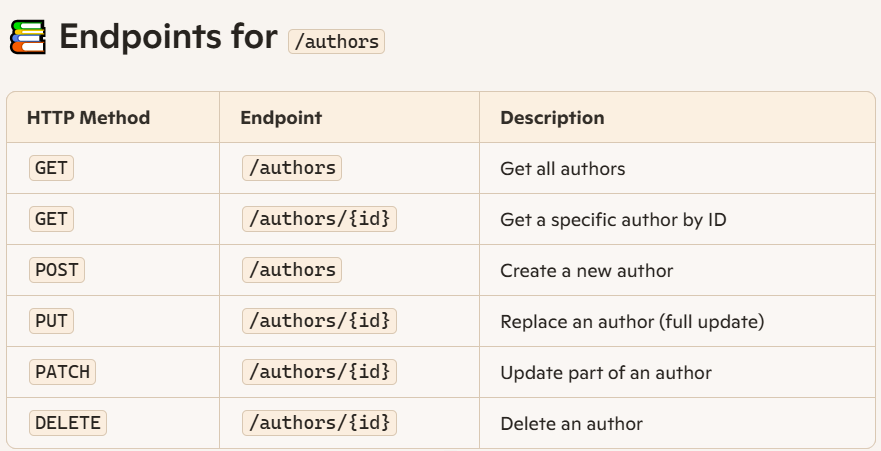 Endpoints for /authors
HTTP Method Endpoint Description
GET /authors Get all authors
GET /authors/{id} Get a specific author by ID
POST /authors Create a new author
PUT /authors/{id} Replace an author (full update)
PATCH /authors/{id} Update part of an author
DELETE /authors/{id} Delete an author